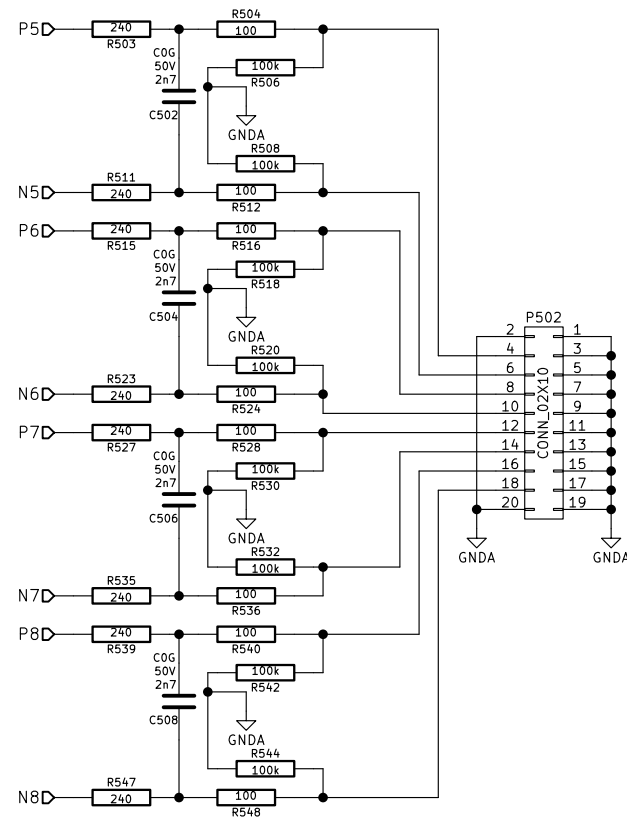 P5
240
R503
R504
100
C0G
50V
2n7
C502
100k
R506
GNDA
R508
100k
N5
R511
240
100
R512
P6
240
R515
100
R516
C0G
50V
2n7
C504
100k
R518
GNDA
R520
100k
N6
R523
240
100
R524
P7
240
R527
100
R528
C0G
50V
2n7
C506
100k
R530
GNDA
R532
100k
N7
R535
240
100
R536
P8
240
R539
100
R540
C0G
50V
2n7
C508
100k
R542
GNDA
R544
100k
N8
R547
240
100
R548
P502
CONN_02X10
2 1
4 3
6 5
8 7
10 9
12 11
14 13
16 15
18 17
20 19
GNDA
GNDA